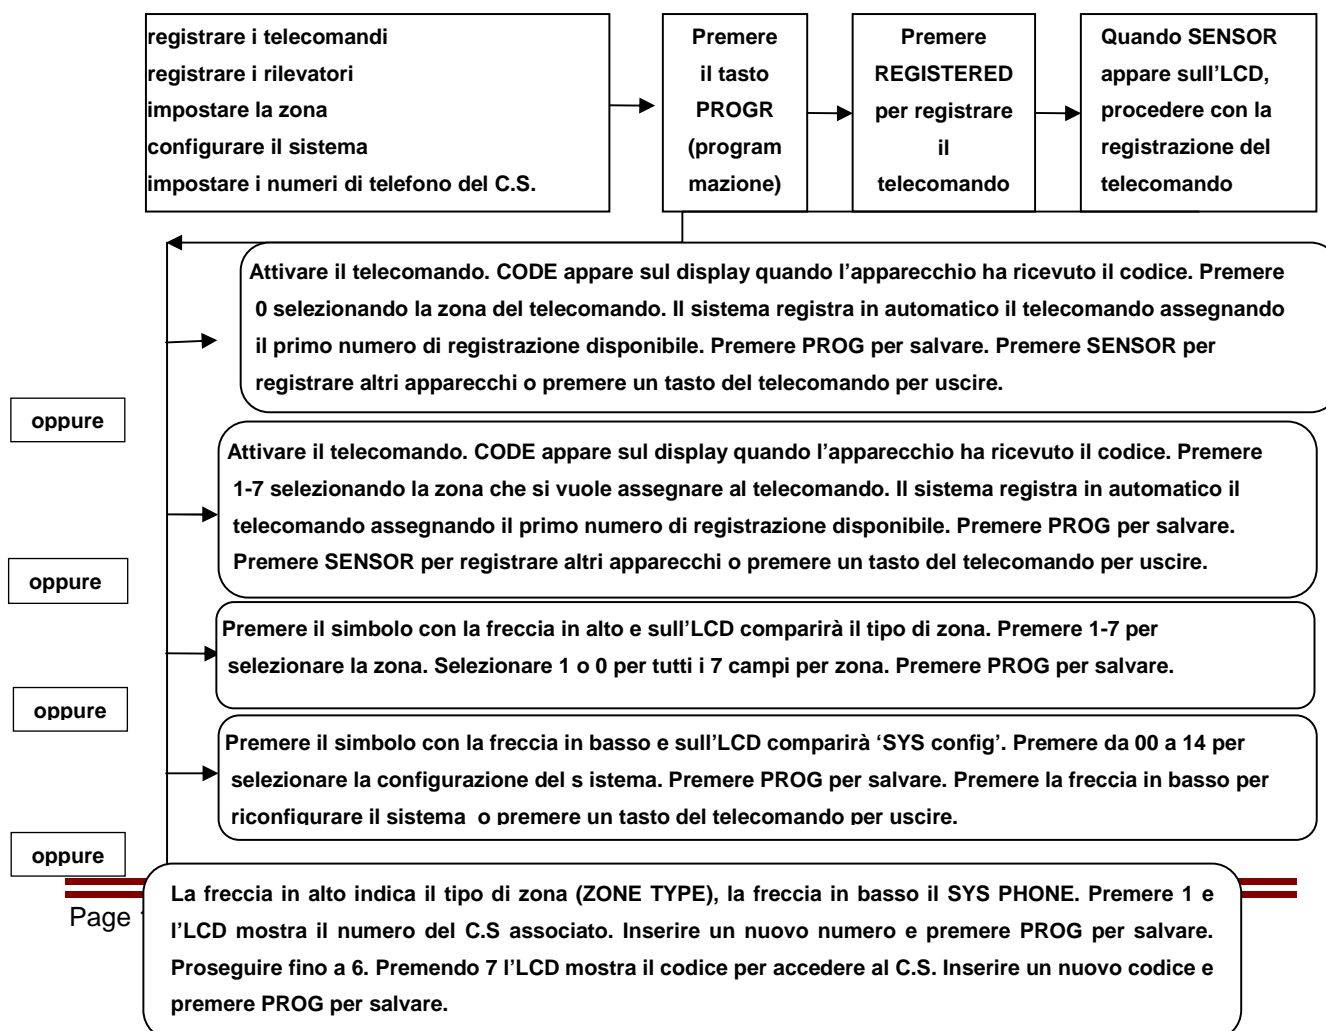 registrare i telecomandi
registrare i rilevatori
impostare la zona
configurare il sistema
impostare i numeri di telefono del C.S.
Premere
il tasto
PROGR
(program
mazione)
Premere
REGISTERED
per registrare
il
telecomando
Quando SENSOR
appare sull’LCD,
procedere con la
registrazione del
telecomando
Attivare il telecomando. CODE appare sul display quando l’apparecchio ha ricevuto il codice. Premere
0 selezionando la zona del telecomando. Il sistema registra in automatico il telecomando assegnando
il primo numero di registrazione disponibile. Premere PROG per salvare. Premere SENSOR per
registrare altri apparecchi o premere un tasto del telecomando per uscire.
oppure
Attivare il telecomando. CODE appare sul display quando l’apparecchio ha ricevuto il codice. Premere
1-7 selezionando la zona che si vuole assegnare al telecomando. Il sistema registra in automatico il
telecomando assegnando il primo numero di registrazione disponibile. Premere PROG per salvare.
Premere SENSOR per registrare altri apparecchi o premere un tasto del telecomando per uscire.
oppure
Premere il simbolo con la freccia in alto e sull’LCD comparirà il tipo di zona. Premere 1-7 per
selezionare la zona. Selezionare 1 o 0 per tutti i 7 campi per zona. Premere PROG per salvare.
oppure
Premere il simbolo con la freccia in basso e sull’LCD comparirà ‘SYS config’. Premere da 00 a 14 per
selezionare la configurazione del s istema. Premere PROG per salvare. Premere la freccia in basso per
riconfigurare il sistema o premere un tasto del telecomando per uscire.
oppure
La freccia in alto indica il tipo di zona (ZONE TYPE), la freccia in basso il SYS PHONE. Premere 1 e
l’LCD mostra il numero del C.S associato. Inserire un nuovo numero e premere PROG per salvare.
Proseguire fino a 6. Premendo 7 l’LCD mostra il codice per accedere al C.S. Inserire un nuovo codice e
premere PROG per salvare.
Page